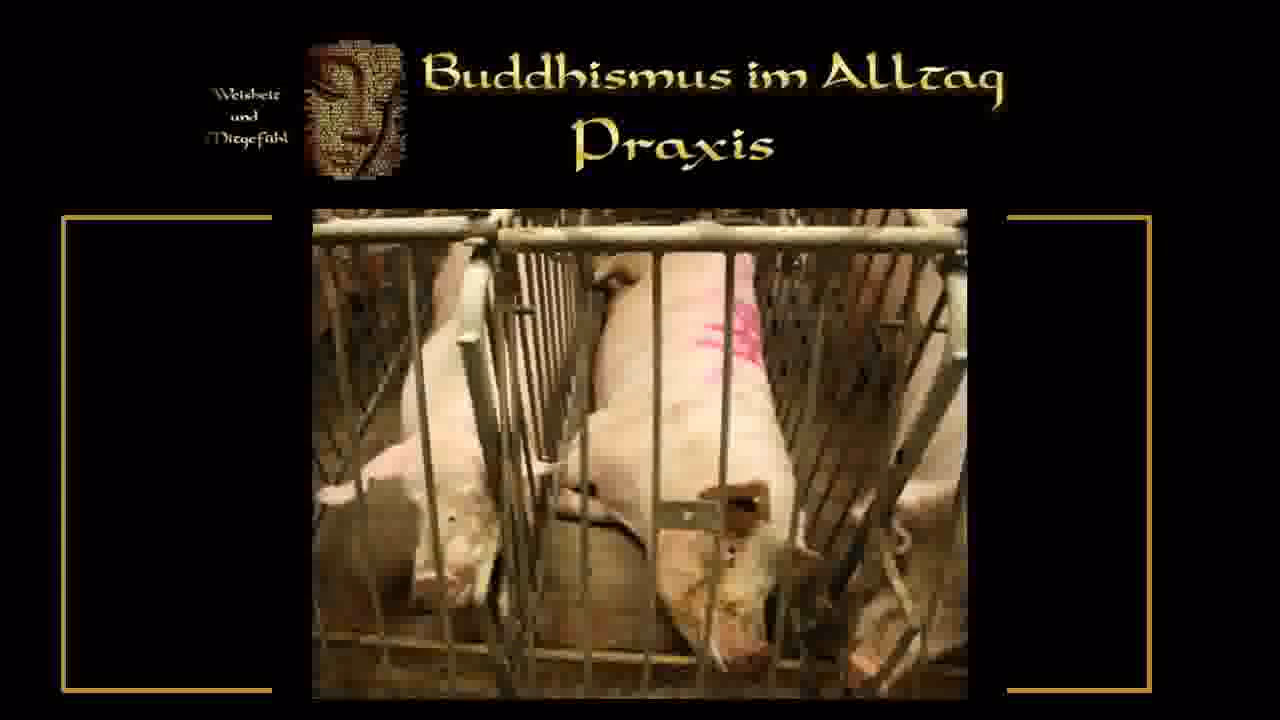 Buddhismus im Alltag
Praxis
Weisheit
und
Mitgefühl